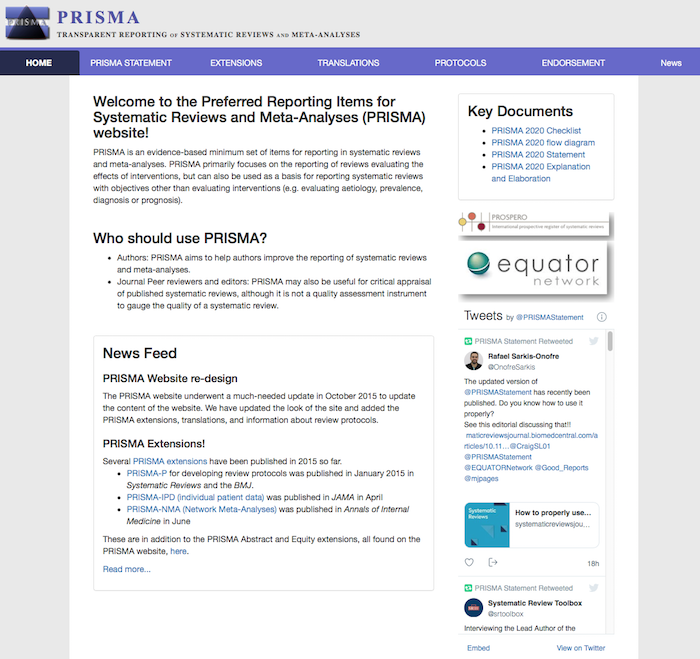 PRISMA
PRISMA
TRANSPARENT REPORTING OF SYSTEMATIC REVIEWS AND META-ANALYSES
HOME PRISMA STATEMENT EXTENSIONS TRANSLATIONS PROTOCOLS ENDORSEMENT News
Welcome to the Preferred Reporting Items for
Systematic Reviews and Meta-Analyses (PRISMA)
website!
PRISMA is an evidence-based minimum set of items for reporting in systematic reviews
and meta-analyses. PRISMA primarily focuses on the reporting of reviews evaluating the
effects of interventions, but can also be used as a basis for reporting systematic reviews
with objectives other than evaluating interventions (e.g. evaluating aetiology, prevalence,
diagnosis or prognosis).
Who should use PRISMA?
• Authors: PRISMA aims to help authors improve the reporting of systematic reviews
and meta-analyses.
• Journal Peer reviewers and editors: PRISMA may also be useful for critical appraisal
of published systematic reviews, although it is not a quality assessment instrument
to gauge the quality of a systematic review.
News Feed
PRISMA Website re-design
The PRISMA website underwent a much-needed update in October 2015 to update
the content of the website. We have updated the look of the site and added the
PRISMA extensions, translations, and information about review protocols.
PRISMA Extensions!
Several PRISMA extensions have been published in 2015 so far.
• PRISMA-P for developing review protocols was published in January 2015 in
Systematic Reviews and the BMJ.
• PRISMA-IPD (individual patient data) was published in JAMA in April
• PRISMA-NMA (Network Meta-Analyses) was published in Annals of Internal
Medicine in June
These are in addition to the PRISMA Abstract and Equity extensions, all found on the
PRISMA website, here.
Read more...
Key Documents
• PRISMA 2020 Checklist
• PRISMA 2020 flow diagram
• PRISMA 2020 Statement
• PRISMA 2020 Explanation
and Elaboration
PROSPERO
International prospective register of systematic reviews
equator
network
Tweets by @PRISMAStatement
PRISMA Statement Retweeted
Rafael Sarkis-Onofre
@OnofreSarkis
The updated version of
@PRISMAStatement has recently been
published. Do you know how to use it
properly?
See this editorial discussing that!!
maticreviewsjournal.biomedcentral.com/a
rticles/10.11…@CraigSL01
@PRISMAStatement
@EQUATORNetwork @Good_Reports
@mjpages
Systematic
Reviews
How to properly use…
systematicreviewsjou…
18h
PRISMA Statement Retweeted
Systematic Review Toolbox
@srtoolbox
Interviewing the Lead Author of the
Embed View on Twitter